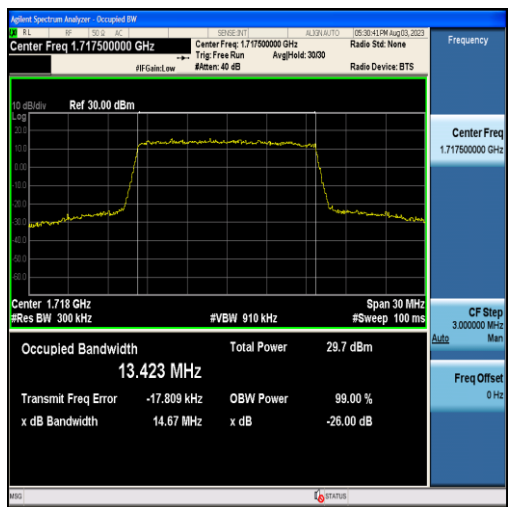 Agilent Spectrum Analyzer - Occupied BW
RL RF 50 Ω AC SENSE:INT ALIGN AUTO 05:30:41 PM Aug 03, 2023
Center Freq 1.717500000 GHz
Center Freq: 1.717500000 GHz
Radio Std: None
Trig: Free Run Avg|Hold: 30/30
#IFGain:Low #Atten: 40 dB Radio Device: BTS
10 dB/div Ref 30.00 dBm
Log
20.0
10.0
0.00
-10.0
-20.0
-30.0
-40.0
-50.0
-60.0
Center 1.718 GHz Span 30 MHz
#Res BW 300 kHz #VBW 910 kHz #Sweep 100 ms
Occupied Bandwidth Total Power 29.7 dBm
13.423 MHz
Transmit Freq Error -17.809 kHz OBW Power 99.00 %
x dB Bandwidth 14.67 MHz x dB -26.00 dB
MSG STATUS
Frequency
Center Freq
1.717500000 GHz
CF Step
3.000000 MHz
Auto Man
Freq Offset
0 Hz